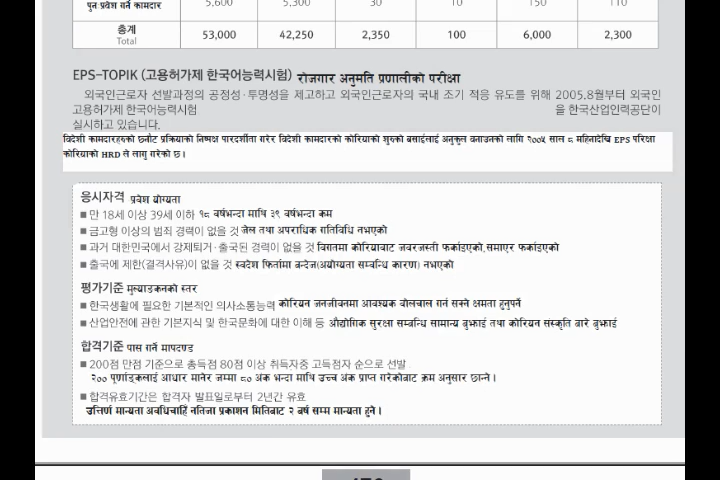 पुनःप्रवेश गर्ने कामदार 5,600 5,300 30 10 150 110
총계 53,000 42,250 2,350 100 6,000 2,300
Total
EPS-TOPIK (고용허가제 한국어능력시험) रोजगार अनुमति प्रणालीको परीक्षा
외국인근로자 선발과정의 공정성·투명성을 제고하고 외국인근로자의 국내 조기 적응 유도를 위해 2005.8월부터 외국인
고용허가제 한국어능력시험 을 한국산업인력공단이
실시하고 있습니다.
विदेशी कामदारहरुको छनौट प्रक्रियाको निष्पक्ष पारदर्शीता गरेर विदेशी कामदारको कोरियाको शुरुको बसाईलाई अनुकुल बनाउनको लागि २००५ साल ८ महिनादेखि EPS परिक्षा
कोरियाको HRD ले लागु गरेको छ।
응시자격 प्रवेश योग्यता
■ 만 18세 이상 39세 이하 १८ वर्षभन्दा माथि ३९ वर्षभन्दा कम
■ 금고형 이상의 범죄 경력이 없을 것 जेल तथा अपराधिक गतिविधि नभएको
■ 과거 대한민국에서 강제퇴거·출국된 경력이 없을 것 विगतमा कोरियाबाट जबरजस्ती फर्काइएको,समाएर फर्काइएको
■ 출국에 제한(결격사유)이 없을 것 स्वदेश फिर्तामा बन्देज(अयोग्यता सम्बन्धि कारण) नभएको
평가기준 मुल्याङकनको स्तर
■ 한국생활에 필요한 기본적인 의사소통능력 कोरियन जनजीवनमा आवश्यक बोलचाल गर्न सक्ने क्षमता हुनुपर्ने
■ 산업안전에 관한 기본지식 및 한국문화에 대한 이해 등 औद्योगिक सुरक्षा सम्बन्धि सामान्य बुझाई तथा कोरियन संस्कृति बारे बुझाई
합격기준 पास गर्ने मापदण्ड
■ 200점 만점 기준으로 총득점 80점 이상 취득자중 고득점자 순으로 선발
२०० पूर्णाङ्कलाई आधार मानेर जम्मा ८० अंक भन्दा माथि उच्च अंक प्राप्त गरेकोबाट क्रम अनुसार छान्ने।
■ 합격유효기간은 합격자 발표일로부터 2년간 유효
उत्तिर्ण मान्यता अवधिचाहिँ नतिजा प्रकाशन मितिबाट २ बर्ष सम्म मान्यता हुने।